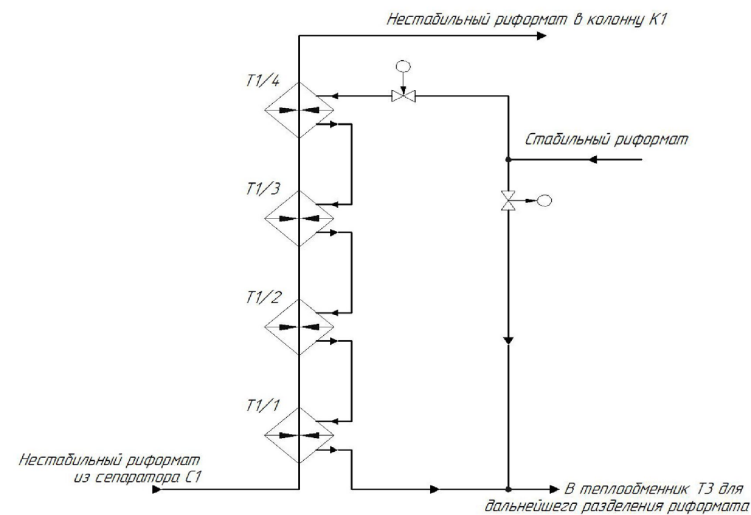 Нестабильный риформат в колонну К1
Т1/4
Стабильный риформат
Т1/3
Т1/2
Т1/1
Нестабильный риформат
из сепаратора С1
В теплообменник Т3 для
дальнейшего разделения риформата